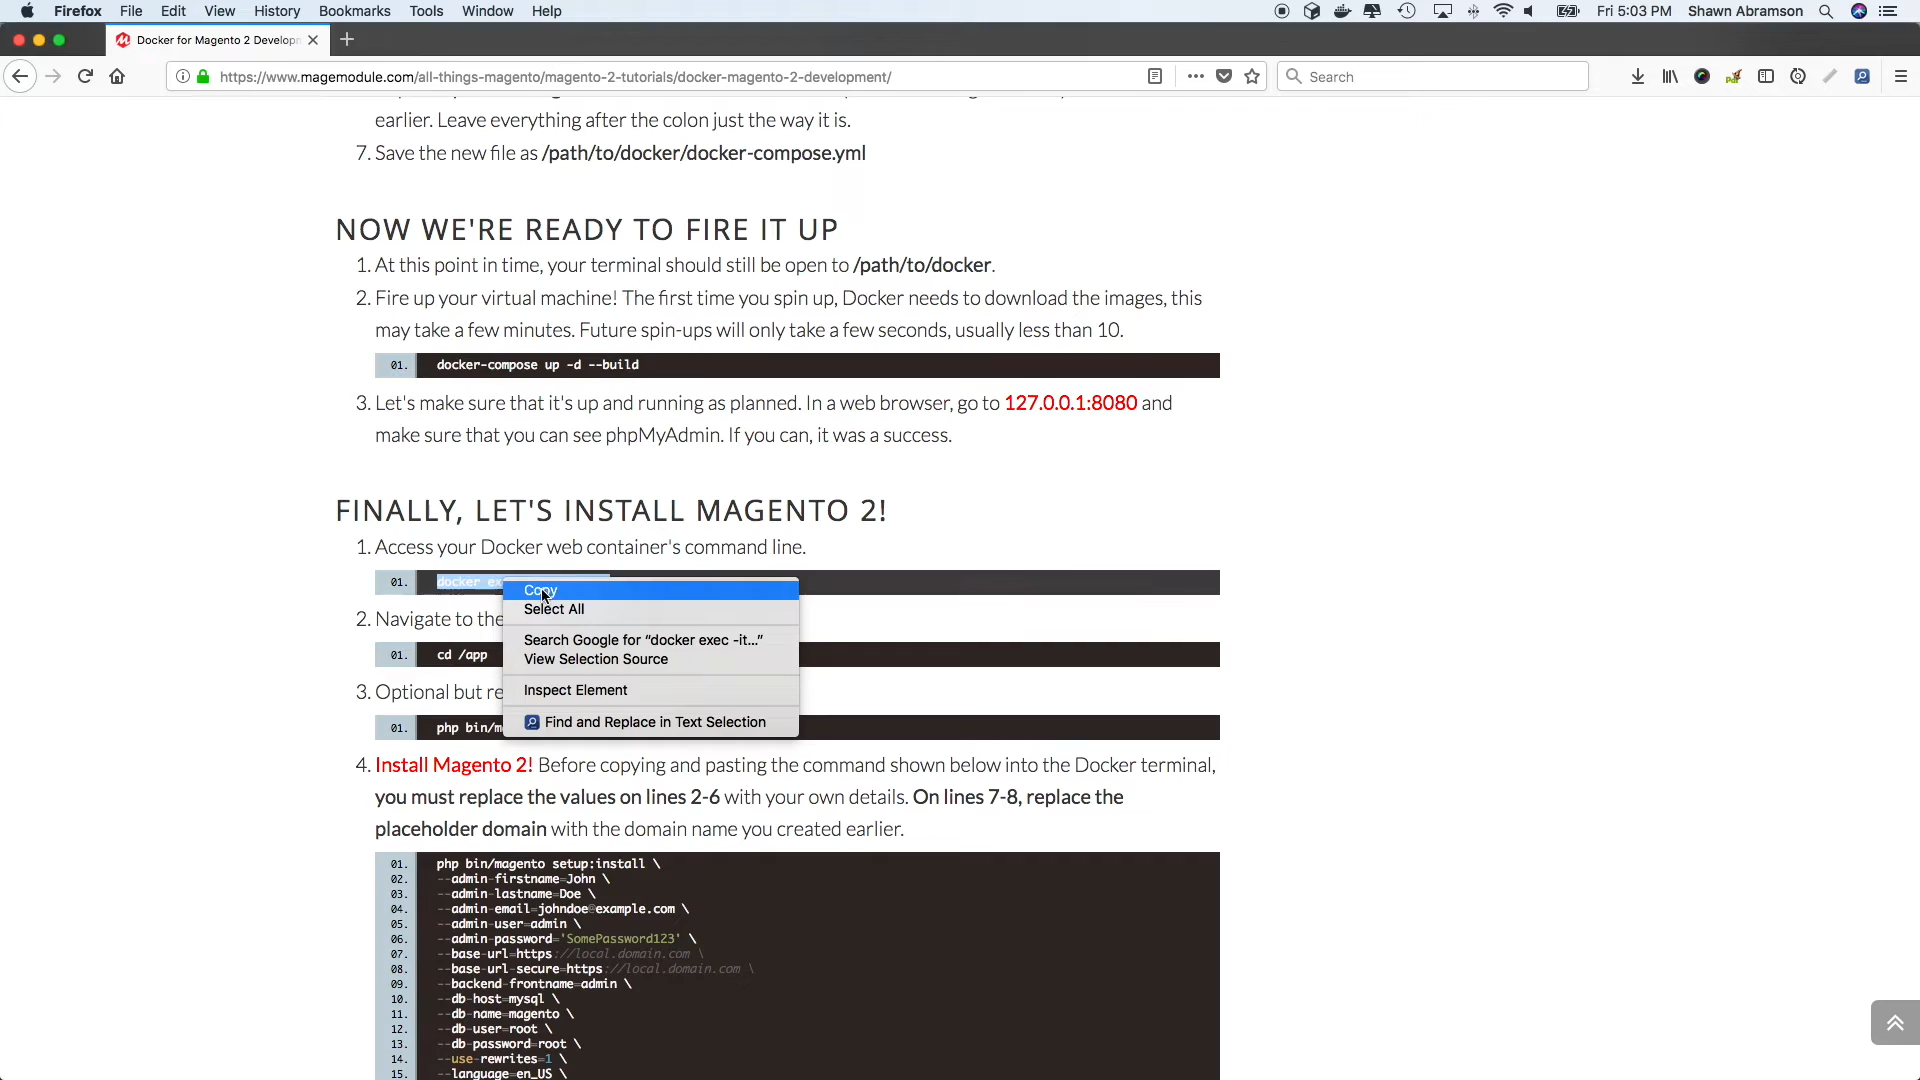 Firefox File Edit View History Bookmarks Tools Window Help Fri 5:03 PM Shawn Abramson
Docker for Magento 2 Develop
https://www.magemodule.com/all-things-magento/magento-2-tutorials/docker-magento-2-development/ Search
earlier. Leave everything after the colon just the way it is.
7. Save the new file as /path/to/docker/docker-compose.yml
NOW WE'RE READY TO FIRE IT UP
1. At this point in time, your terminal should still be open to /path/to/docker.
2. Fire up your virtual machine! The first time you spin up, Docker needs to download the images, this
may take a few minutes. Future spin-ups will only take a few seconds, usually less than 10.
01. docker-compose up -d --build
3. Let's make sure that it's up and running as planned. In a web browser, go to 127.0.0.1:8080 and
make sure that you can see phpMyAdmin. If you can, it was a success.
FINALLY, LET'S INSTALL MAGENTO 2!
1. Access your Docker web container's command line.
01. docker ex
Copy
Select All
Search Google for “docker exec -it...”
View Selection Source
Inspect Element
Find and Replace in Text Selection
2. Navigate to the
01. cd /app
3. Optional but re
01. php bin/m
4. Install Magento 2! Before copying and pasting the command shown below into the Docker terminal,
you must replace the values on lines 2-6 with your own details. On lines 7-8, replace the
placeholder domain with the domain name you created earlier.
01. php bin/magento setup:install \
02. --admin-firstname=John \
03. --admin-lastname=Doe \
04. --admin-email=johndoe@example.com \
05. --admin-user=admin \
06. --admin-password='SomePassword123' \
07. --base-url=https://local.domain.com \
08. --base-url-secure=https://local.domain.com \
09. --backend-frontname=admin \
10. --db-host=mysql \
11. --db-name=magento \
12. --db-user=root \
13. --db-password=root \
14. --use-rewrites=1 \
15. --language=en_US \